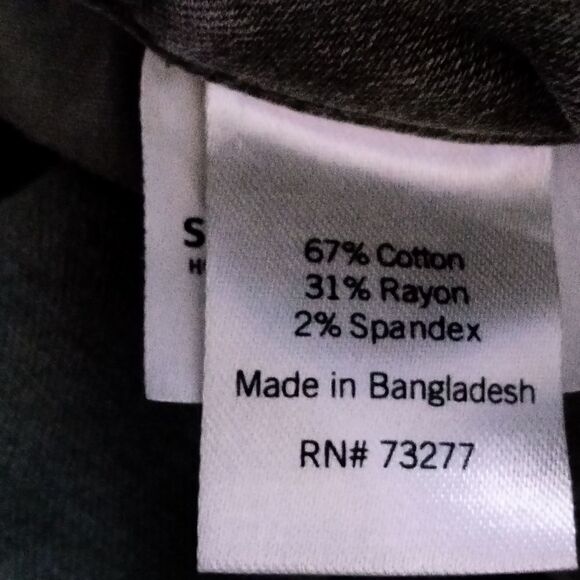 67% Cotton
31% Rayon
2% Spandex
Made in Bangladesh
RN# 73277